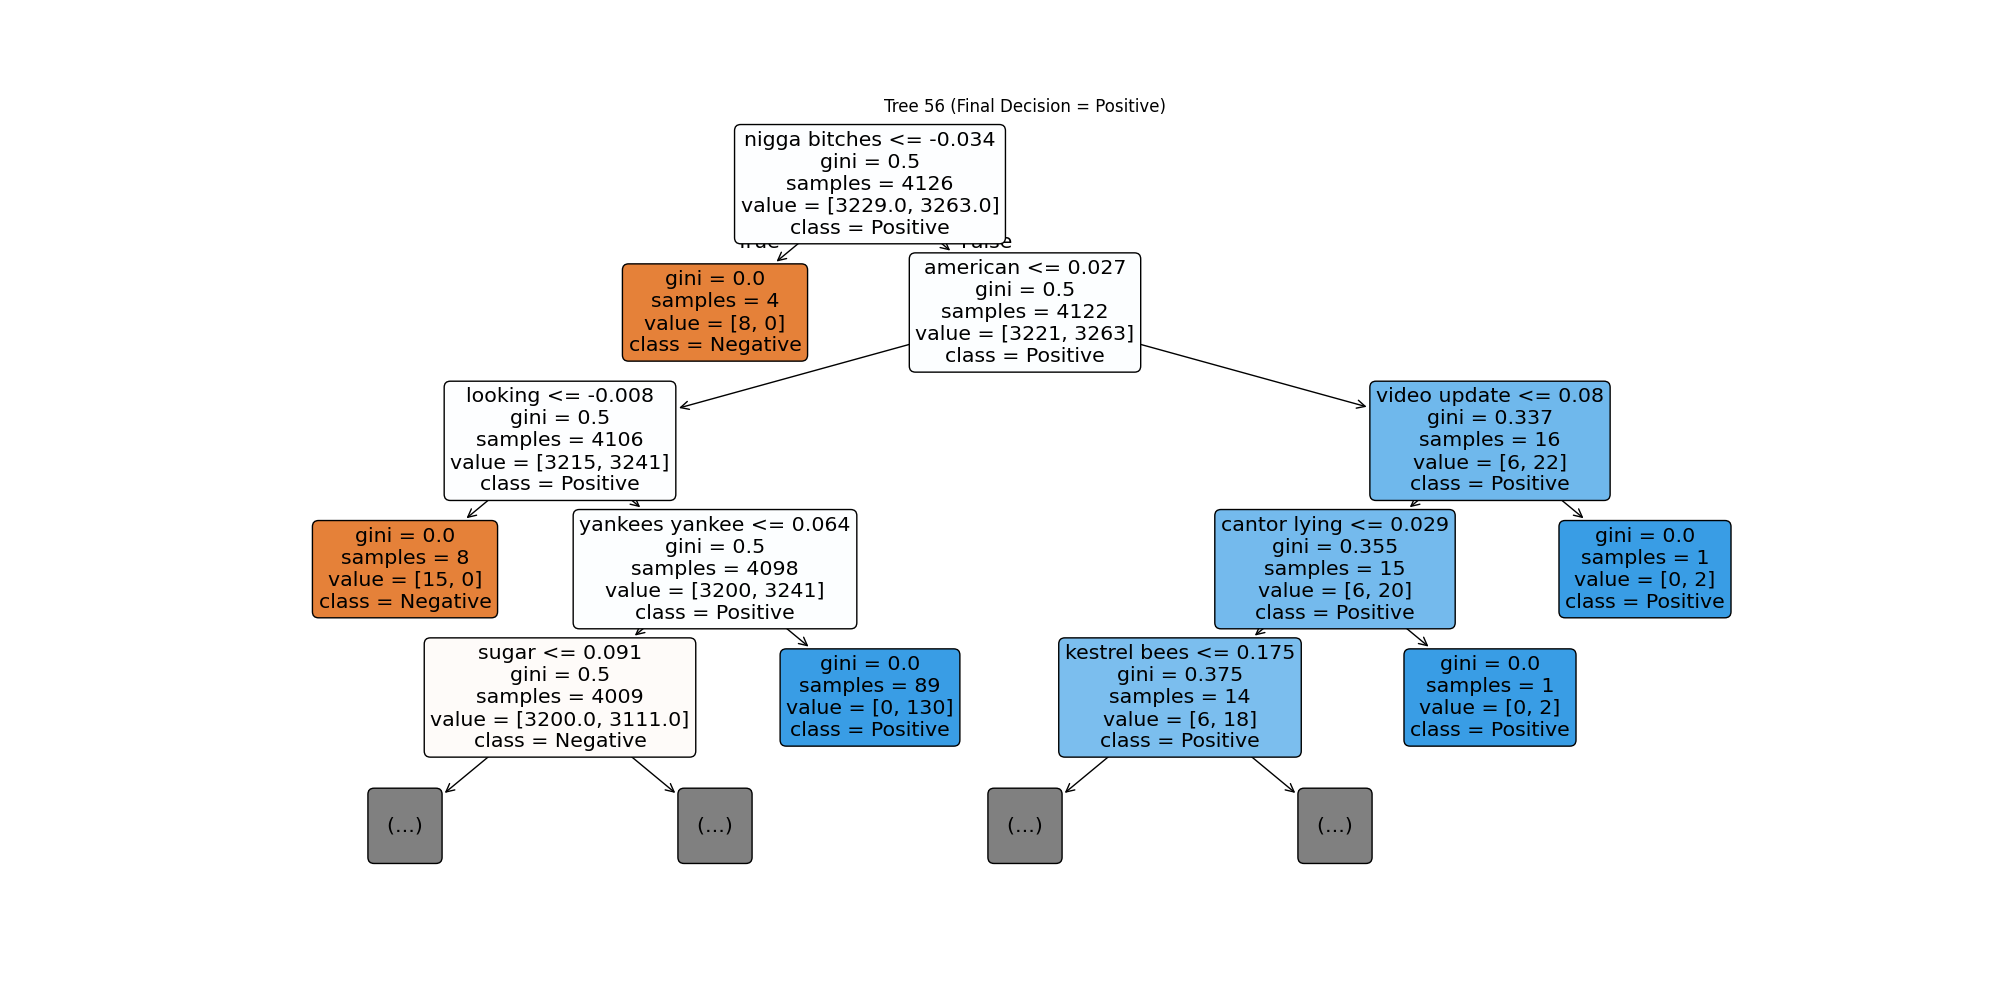 Tree 56 (Final Decision = Positive)
nigga bitches <= -0.034
gini = 0.5
samples = 4126
value = [3229.0, 3263.0]
class = Positive
True
False
gini = 0.0
samples = 4
value = [8, 0]
class = Negative
american <= 0.027
gini = 0.5
samples = 4122
value = [3221, 3263]
class = Positive
looking <= -0.008
gini = 0.5
samples = 4106
value = [3215, 3241]
class = Positive
video update <= 0.08
gini = 0.337
samples = 16
value = [6, 22]
class = Positive
gini = 0.0
samples = 8
value = [15, 0]
class = Negative
yankees yankee <= 0.064
gini = 0.5
samples = 4098
value = [3200, 3241]
class = Positive
cantor lying <= 0.029
gini = 0.355
samples = 15
value = [6, 20]
class = Positive
gini = 0.0
samples = 1
value = [0, 2]
class = Positive
sugar <= 0.091
gini = 0.5
samples = 4009
value = [3200.0, 3111.0]
class = Negative
gini = 0.0
samples = 89
value = [0, 130]
class = Positive
kestrel bees <= 0.175
gini = 0.375
samples = 14
value = [6, 18]
class = Positive
gini = 0.0
samples = 1
value = [0, 2]
class = Positive
(...)
(...)
(...)
(...)